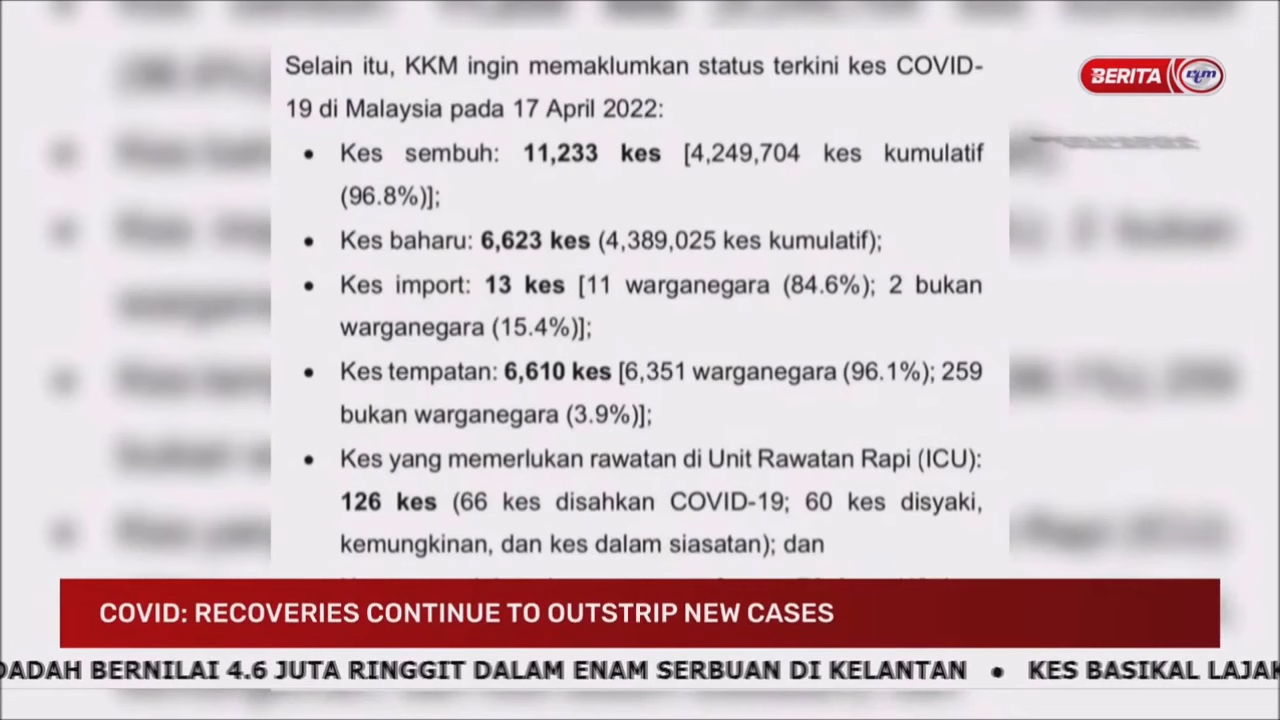 Selain itu, KKM ingin memaklumkan status terkini kes COVID-
19 di Malaysia pada 17 April 2022:
• Kes sembuh: 11,233 kes [4,249,704 kes kumulatif
(96.8%)];
• Kes baharu: 6,623 kes (4,389,025 kes kumulatif);
• Kes import: 13 kes [11 warganegara (84.6%); 2 bukan
warganegara (15.4%)];
• Kes tempatan: 6,610 kes [6,351 warganegara (96.1%); 259
bukan warganegara (3.9%)];
• Kes yang memerlukan rawatan di Unit Rawatan Rapi (ICU):
126 kes (66 kes disahkan COVID-19; 60 kes disyaki,
kemungkinan, dan kes dalam siasatan); dan
BERITA rtm
COVID: RECOVERIES CONTINUE TO OUTSTRIP NEW CASES
DADAH BERNILAI 4.6 JUTA RINGGIT DALAM ENAM SERBUAN DI KELANTAN • KES BASIKAL LAJAK